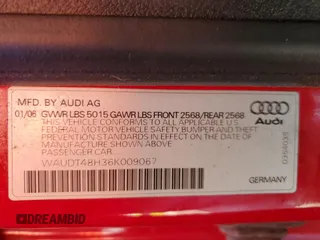 MFD. BY AUDI AG
01/06 GVWR LBS 5015 GAWR LBS FRONT 2568/REAR 2568
THIS VEHICLE CONFORMS TO ALL APPLICABLE U.S.
FEDERAL MOTOR VEHICLE SAFETY BUMPER AND THEFT
PREVENTION STANDARDS IN EFFECT ON THE DATE
OF MANUFACTURE SHOWN ABOVE
PASSENGER CAR
WAUDT48H36K009067
Audi
GERMANY
DREAMBID